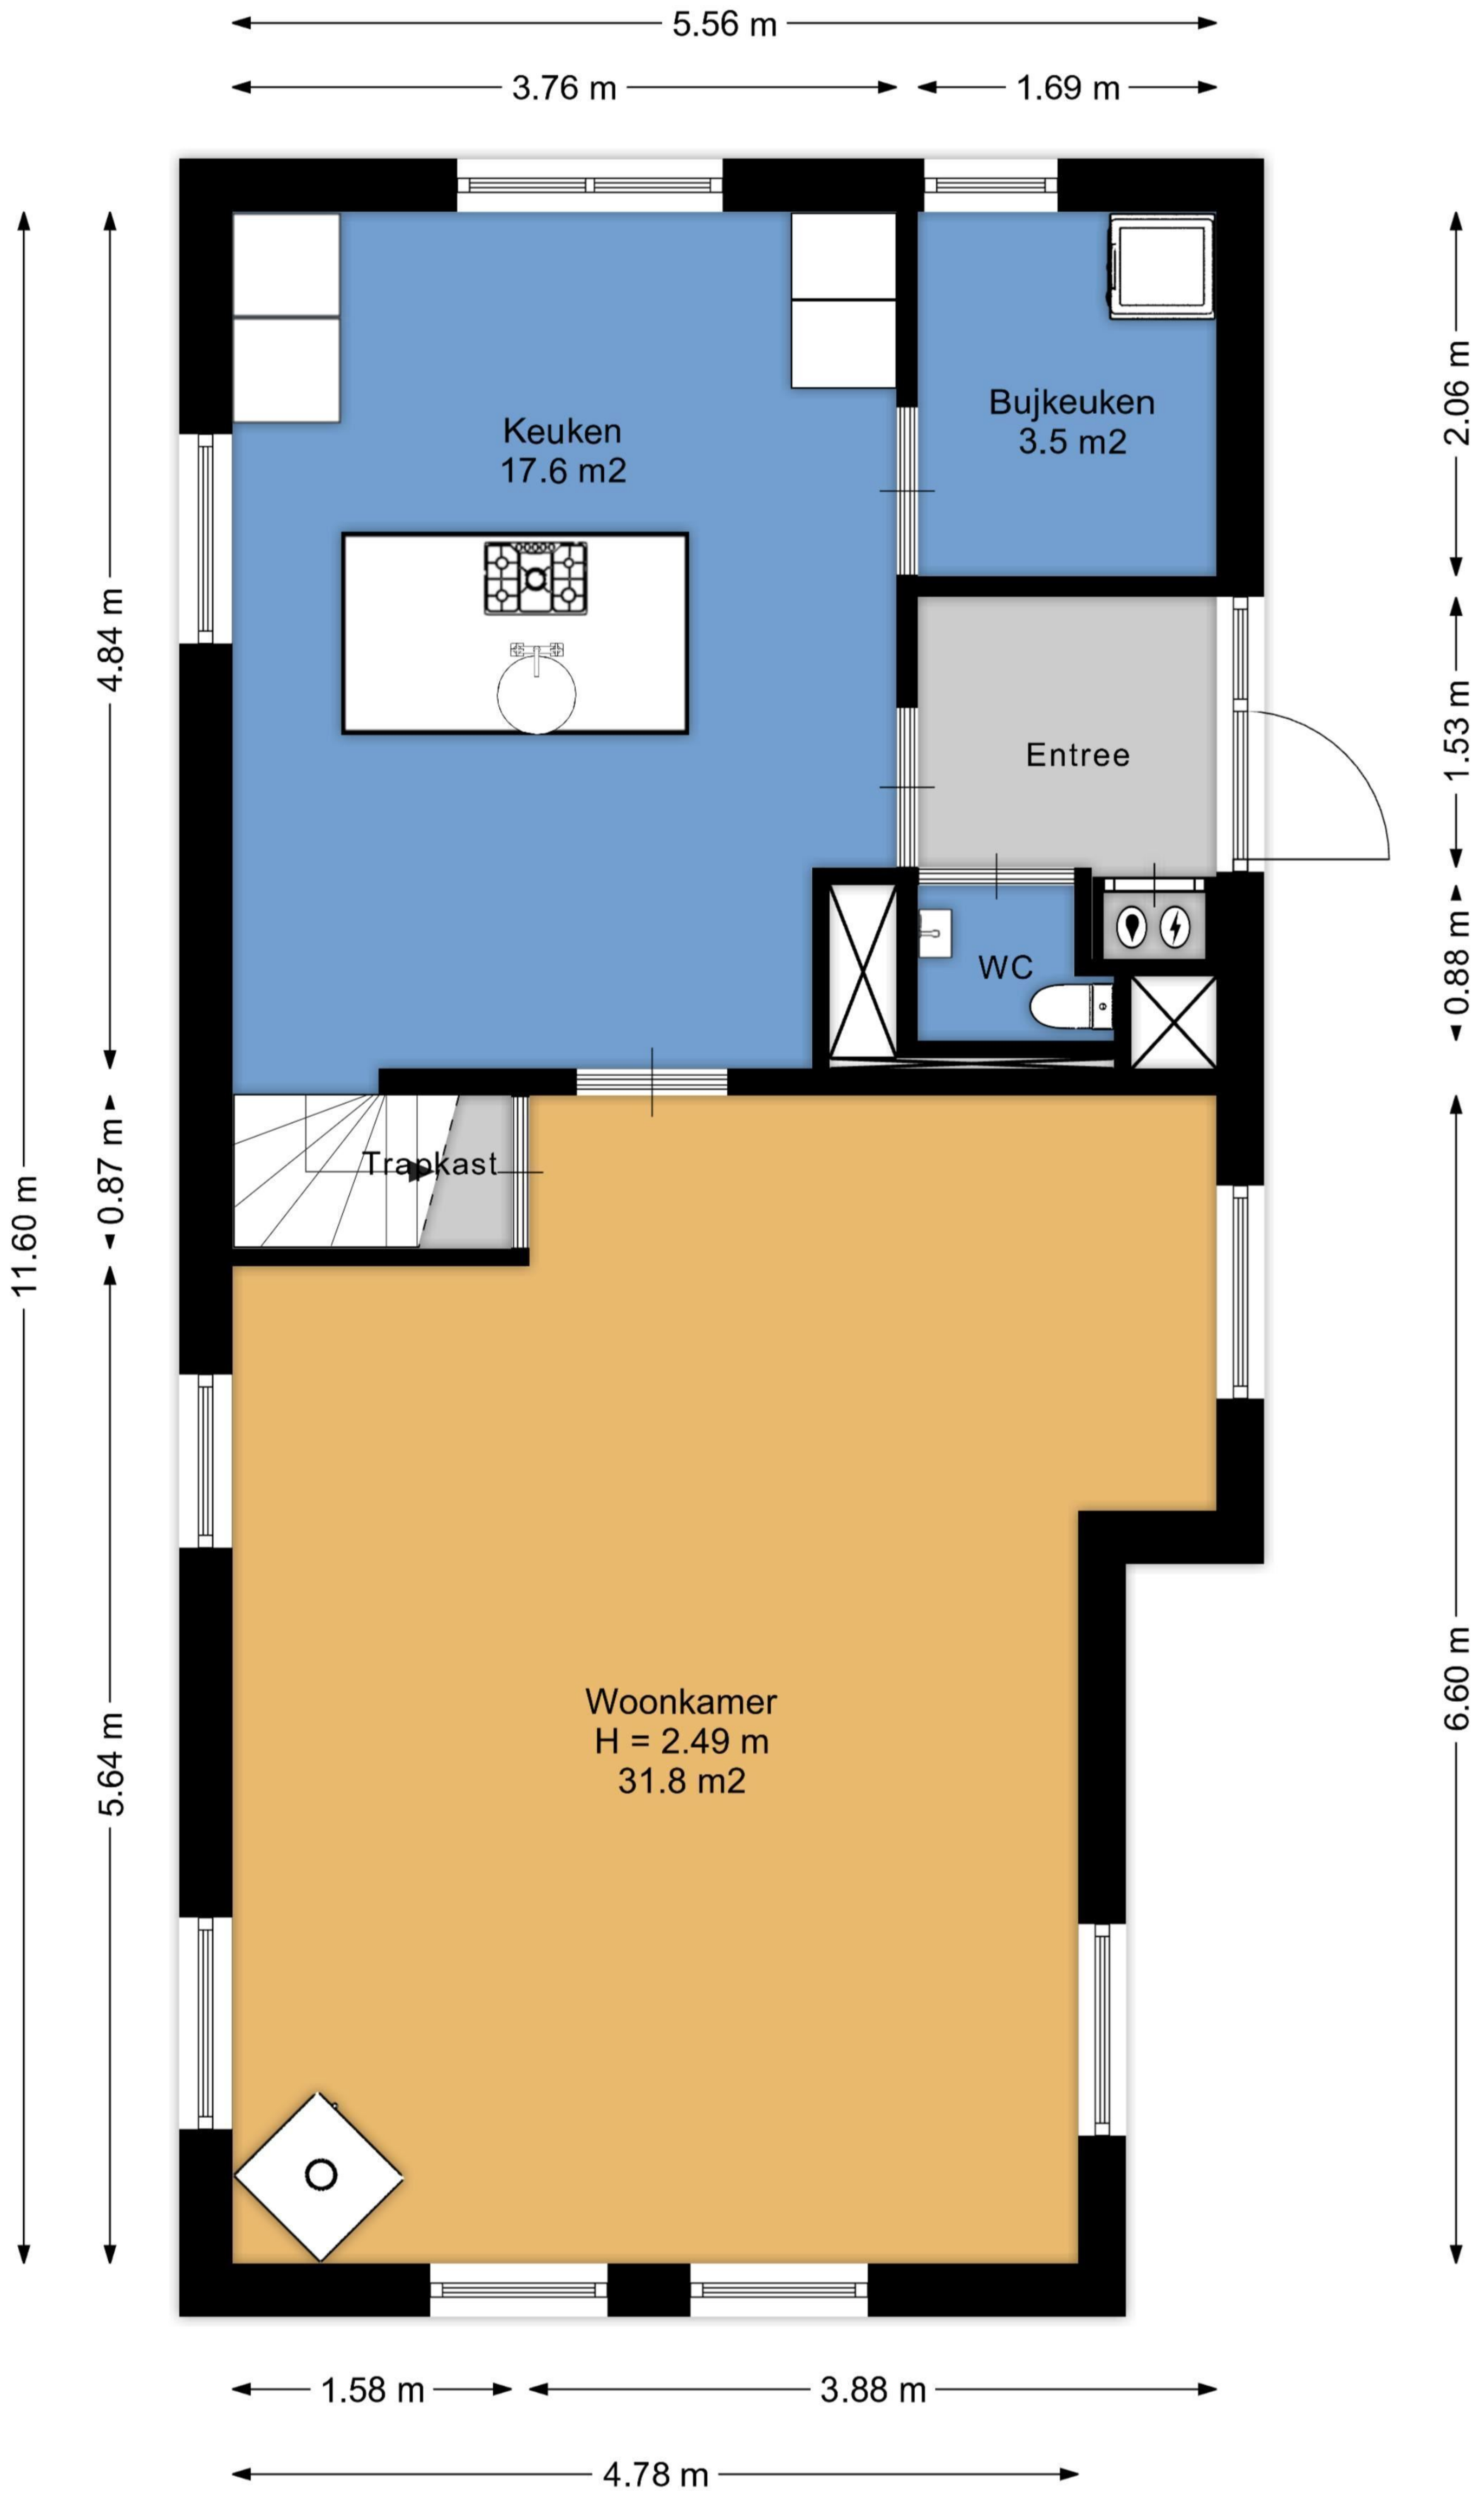 5.56 m
3.76 m
1.69 m
Keuken
17.6 m2
Bujkeuken
3.5 m2
2.06 m
4.84 m
1.53 m
Entree
WC
0.88 m
0.87 m
Trapkast
11.60 m
Woonkamer
H = 2.49 m
31.8 m2
5.64 m
6.60 m
1.58 m
3.88 m
4.78 m